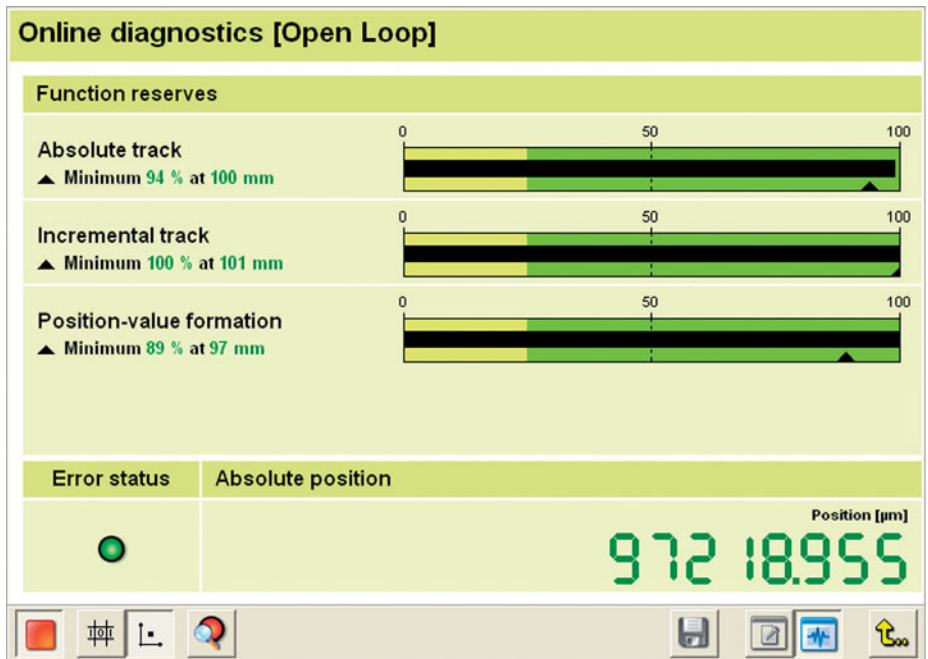 Online diagnostics [Open Loop]
Function reserves
Absolute track
0 50 100
▲ Minimum 94 % at 100 mm
Incremental track
0 50 100
▲ Minimum 100 % at 101 mm
Position-value formation
0 50 100
▲ Minimum 89 % at 97 mm
Error status Absolute position
Position [µm]
97218.955